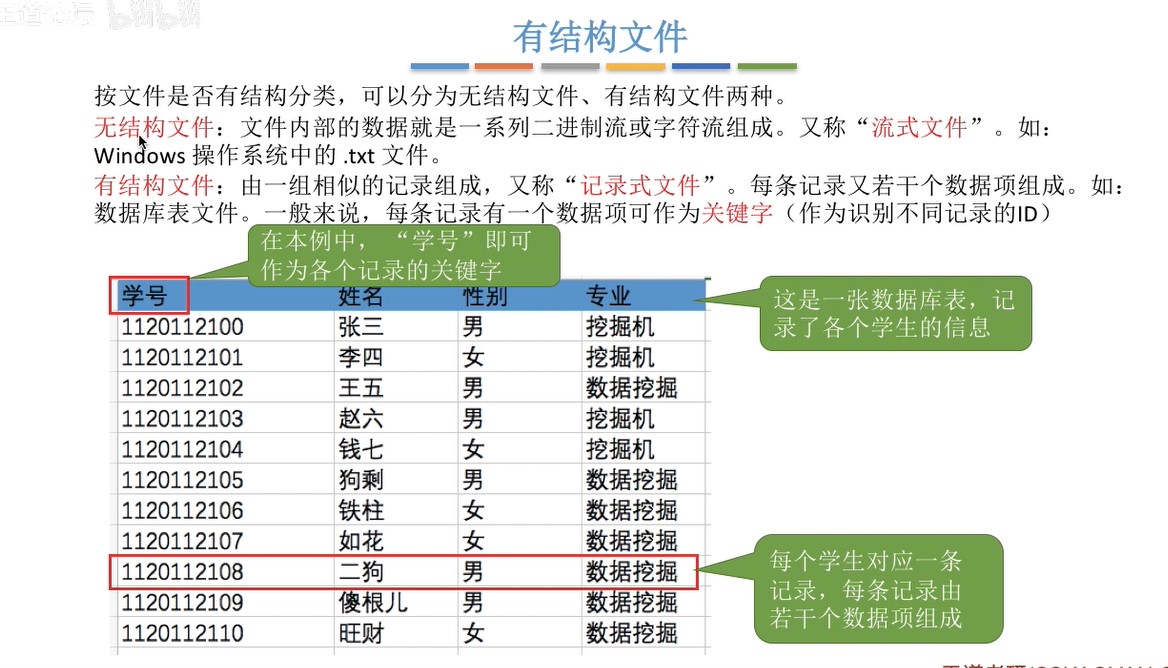 王道论坛 bilibili
有结构文件
按文件是否有结构分类，可以分为无结构文件、有结构文件两种。
无结构文件：文件内部的数据就是一系列二进制流或字符流组成。又称“流式文件”。如：
Windows 操作系统中的 .txt 文件。
有结构文件：由一组相似的记录组成，又称“记录式文件”。每条记录又若干个数据项组成。如：
数据库表文件。一般来说，每条记录有一个数据项可作为关键字（作为识别不同记录的ID）
在本例中， “学号”即可
作为各个记录的关键字
学号 姓名 性别 专业
这是一张数据库表，记
录了各个学生的信息
1120112100 张三 男 挖掘机
1120112101 李四 女 挖掘机
1120112102 王五 男 数据挖掘
1120112103 赵六 男 挖掘机
1120112104 钱七 女 挖掘机
1120112105 狗剩 男 数据挖掘
1120112106 铁柱 女 数据挖掘
1120112107 如花 女 数据挖掘
1120112108 二狗 男 数据挖掘
每个学生对应一条
记录，每条记录由
若干个数据项组成
1120112109 傻根儿 男 数据挖掘
1120112110 旺财 女 数据挖掘